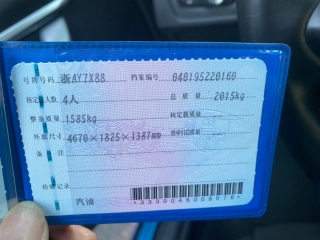 号牌号码 浙AY7X88 档案编号 040195220160
核定载人数 4人 总质量 2015kg
整备质量 1585kg 核定载质量
外廓尺寸 4670×1825×1387mm 准牵引总质量
备注
检验记录
汽油